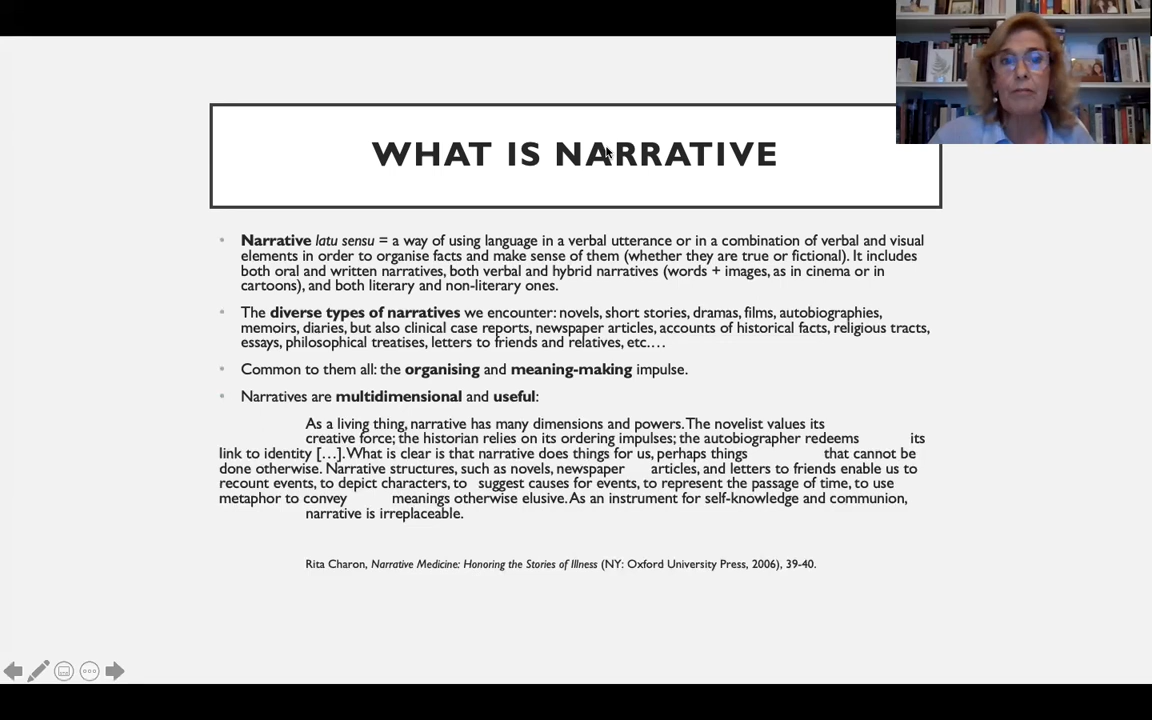 WHAT IS NARRATIVE
• Narrative latu sensu = a way of using language in a verbal utterance or in a combination of verbal and visual
elements in order to organise facts and make sense of them (whether they are true or fictional). It includes
both oral and written narratives, both verbal and hybrid narratives (words + images, as in cinema or in
cartoons), and both literary and non-literary ones.
• The diverse types of narratives we encounter: novels, short stories, dramas, films, autobiographies,
memoirs, diaries, but also clinical case reports, newspaper articles, accounts of historical facts, religious tracts,
essays, philosophical treatises, letters to friends and relatives, etc.…
• Common to them all: the organising and meaning-making impulse.
• Narratives are multidimensional and useful:
As a living thing, narrative has many dimensions and powers. The novelist values its
creative force; the historian relies on its ordering impulses; the autobiographer redeems its
link to identity […]. What is clear is that narrative does things for us, perhaps things that cannot be
done otherwise. Narrative structures, such as novels, newspaper articles, and letters to friends enable us to
recount events, to depict characters, to suggest causes for events, to represent the passage of time, to use
metaphor to convey meanings otherwise elusive. As an instrument for self-knowledge and communion,
narrative is irreplaceable.
Rita Charon, Narrative Medicine: Honoring the Stories of Illness (NY: Oxford University Press, 2006), 39-40.